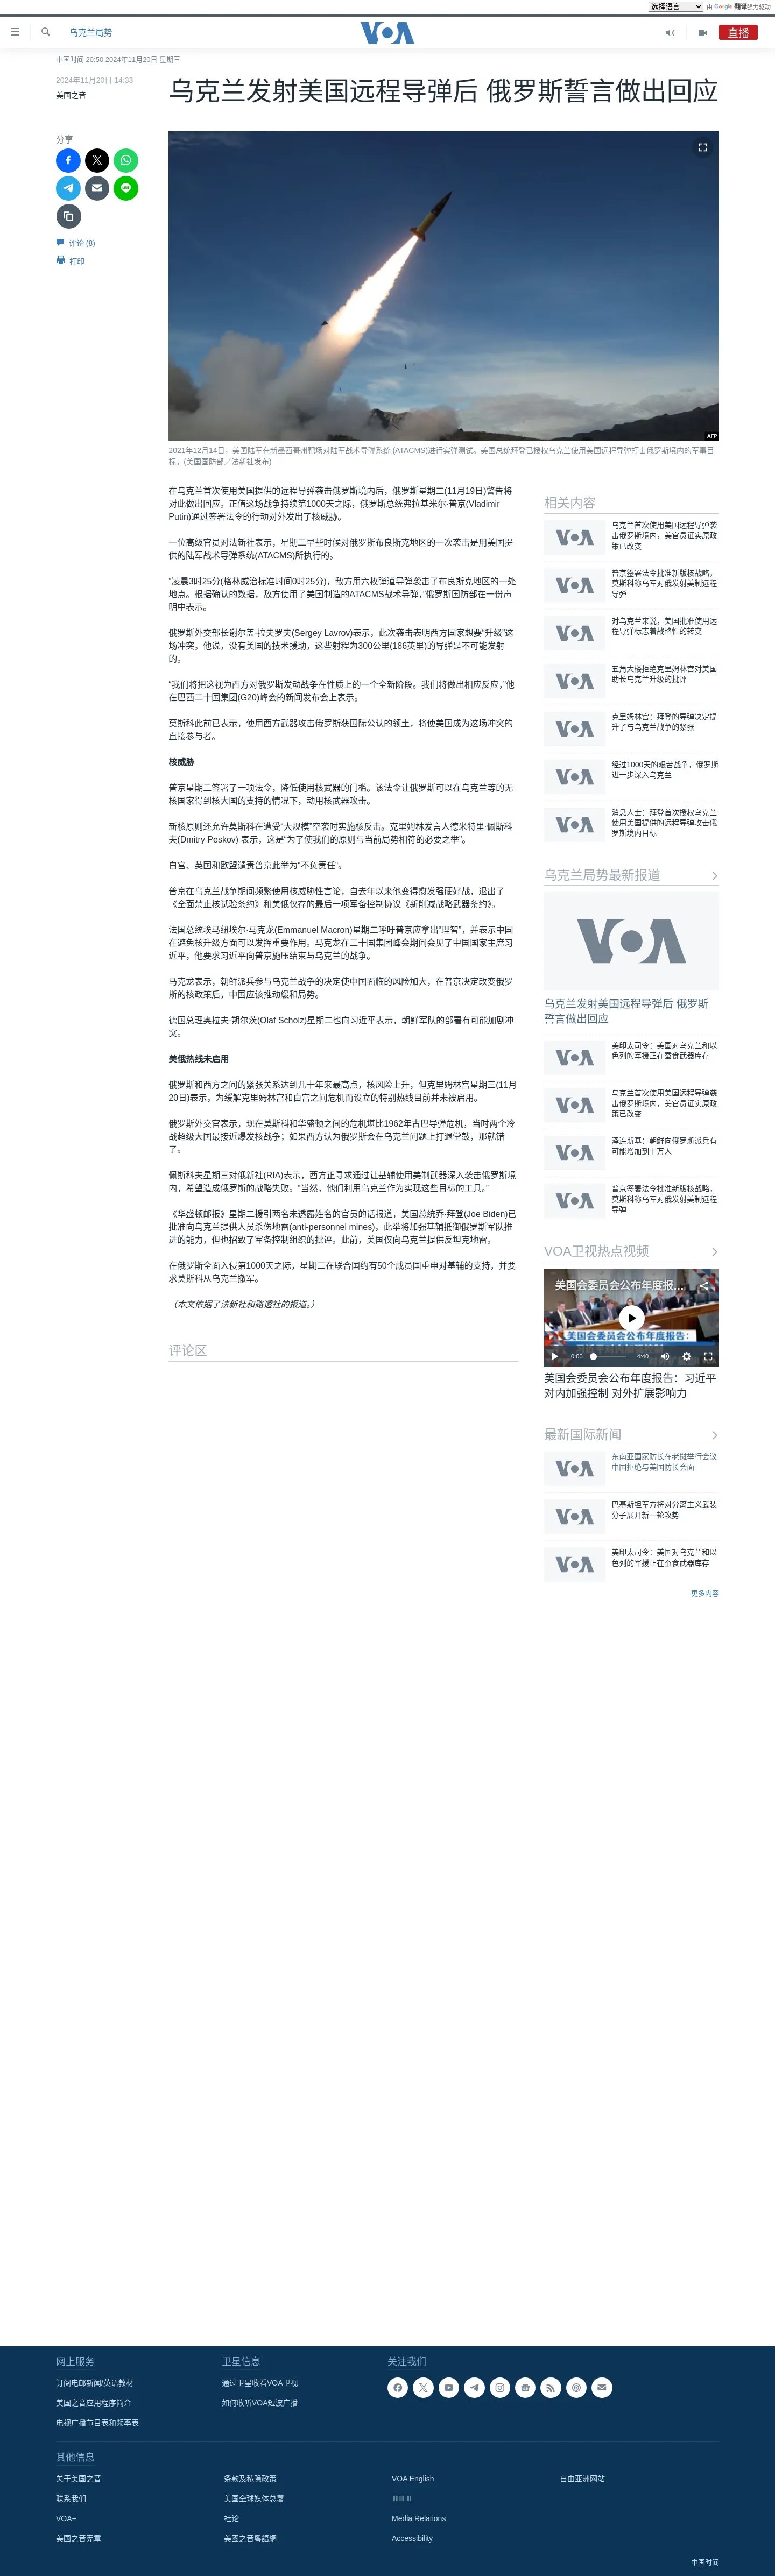 选择语言 由 Google 翻译强力驱动
乌克兰局势
VOA
直播
中国时间 20:50 2024年11月20日 星期三
2024年11月20日 14:33
美国之音
乌克兰发射美国远程导弹后 俄罗斯誓言做出回应
分享
评论 (8)
打印
AFP
2021年12月14日，美国陆军在新墨西哥州靶场对陆军战术导弹系统 (ATACMS)进行实弹测试。美国总统拜登已授权乌克兰使用美国远程导弹打击俄罗斯境内的军事目
标。(美国国防部／法新社发布)
在乌克兰首次使用美国提供的远程导弹袭击俄罗斯境内后，俄罗斯星期二(11月19日)警告将
对此做出回应。正值这场战争持续第1000天之际，俄罗斯总统弗拉基米尔·普京(Vladimir
Putin)通过签署法令的行动对外发出了核威胁。
一位高级官员对法新社表示，星期二早些时候对俄罗斯布良斯克地区的一次袭击是用美国提
供的陆军战术导弹系统(ATACMS)所执行的。
“凌晨3时25分(格林威治标准时间0时25分)，敌方用六枚弹道导弹袭击了布良斯克地区的一处
地点。根据确认的数据，敌方使用了美国制造的ATACMS战术导弹，”俄罗斯国防部在一份声
明中表示。
俄罗斯外交部长谢尔盖·拉夫罗夫(Sergey Lavrov)表示，此次袭击表明西方国家想要“升级”这
场冲突。他说，没有美国的技术援助，这些射程为300公里(186英里)的导弹是不可能发射
的。
“我们将把这视为西方对俄罗斯发动战争在性质上的一个全新阶段。我们将做出相应反应，”他
在巴西二十国集团(G20)峰会的新闻发布会上表示。
莫斯科此前已表示，使用西方武器攻击俄罗斯获国际公认的领土，将使美国成为这场冲突的
直接参与者。
核威胁
普京星期二签署了一项法令，降低使用核武器的门槛。该法令让俄罗斯可以在乌克兰等的无
核国家得到核大国的支持的情况下，动用核武器攻击。
新核原则还允许莫斯科在遭受“大规模”空袭时实施核反击。克里姆林发言人德米特里·佩斯科
夫(Dmitry Peskov) 表示，这是“为了使我们的原则与当前局势相符的必要之举”。
白宫、英国和欧盟谴责普京此举为“不负责任”。
普京在乌克兰战争期间频繁使用核威胁性言论，自去年以来他变得愈发强硬好战，退出了
《全面禁止核试验条约》和美俄仅存的最后一项军备控制协议《新削减战略武器条约》。
法国总统埃马纽埃尔·马克龙(Emmanuel Macron)星期二呼吁普京应拿出“理智”，并表示中国
在避免核升级方面可以发挥重要作用。马克龙在二十国集团峰会期间会见了中国国家主席习
近平，他要求习近平向普京施压结束与乌克兰的战争。
马克龙表示，朝鲜派兵参与乌克兰战争的决定使中国面临的风险加大，在普京决定改变俄罗
斯的核政策后，中国应该推动缓和局势。
德国总理奥拉夫·朔尔茨(Olaf Scholz)星期二也向习近平表示，朝鲜军队的部署有可能加剧冲
突。
美俄热线未启用
俄罗斯和西方之间的紧张关系达到几十年来最高点，核风险上升，但克里姆林宫星期三(11月
20日)表示，为缓解克里姆林宫和白宫之间危机而设立的特别热线目前并未被启用。
俄罗斯外交官表示，现在莫斯科和华盛顿之间的危机堪比1962年古巴导弹危机，当时两个冷
战超级大国最接近爆发核战争；如果西方认为俄罗斯会在乌克兰问题上打退堂鼓，那就错
了。
佩斯科夫星期三对俄新社(RIA)表示，西方正寻求通过让基辅使用美制武器深入袭击俄罗斯境
内，希望造成俄罗斯的战略失败。“当然，他们利用乌克兰作为实现这些目标的工具。”
《华盛顿邮报》星期二援引两名未透露姓名的官员的话报道，美国总统乔·拜登(Joe Biden)已
批准向乌克兰提供人员杀伤地雷(anti-personnel mines)，此举将加强基辅抵御俄罗斯军队推
进的能力，但也招致了军备控制组织的批评。此前，美国仅向乌克兰提供反坦克地雷。
在俄罗斯全面入侵第1000天之际，星期二在联合国约有50个成员国重申对基辅的支持，并要
求莫斯科从乌克兰撤军。
（本文依据了法新社和路透社的报道。）
评论区
相关内容
乌克兰首次使用美国远程导弹袭
击俄罗斯境内，美官员证实原政
策已改变
普京签署法令批准新版核战略，
莫斯科称乌军对俄发射美制远程
导弹
对乌克兰来说，美国批准使用远
程导弹标志着战略性的转变
五角大楼拒绝克里姆林宫对美国
助长乌克兰升级的批评
克里姆林宫：拜登的导弹决定提
升了与乌克兰战争的紧张
经过1000天的艰苦战争，俄罗斯
进一步深入乌克兰
消息人士：拜登首次授权乌克兰
使用美国提供的远程导弹攻击俄
罗斯境内目标
乌克兰局势最新报道
VOA
乌克兰发射美国远程导弹后 俄罗斯
誓言做出回应
美印太司令：美国对乌克兰和以
色列的军援正在蚕食武器库存
乌克兰首次使用美国远程导弹袭
击俄罗斯境内，美官员证实原政
策已改变
泽连斯基：朝鲜向俄罗斯派兵有
可能增加到十万人
普京签署法令批准新版核战略，
莫斯科称乌军对俄发射美制远程
导弹
VOA卫视热点视频
美国会委员会公布年度报...
美国会委员会公布年度报告：
0:00 4:40
美国会委员会公布年度报告：习近平
对内加强控制 对外扩展影响力
最新国际新闻
东南亚国家防长在老挝举行会议
中国拒绝与美国防长会面
巴基斯坦军方将对分离主义武装
分子展开新一轮攻势
美印太司令：美国对乌克兰和以
色列的军援正在蚕食武器库存
更多内容
网上服务
订阅电邮新闻/英语教材
美国之音应用程序简介
电视广播节目表和频率表
卫星信息
通过卫星收看VOA卫视
如何收听VOA短波广播
关注我们
其他信息
关于美国之音
联系我们
VOA+
美国之音宪章
条款及私隐政策
美国全球媒体总署
社论
美國之音粵語網
VOA English
Media Relations
Accessibility
自由亚洲网站
中国时间